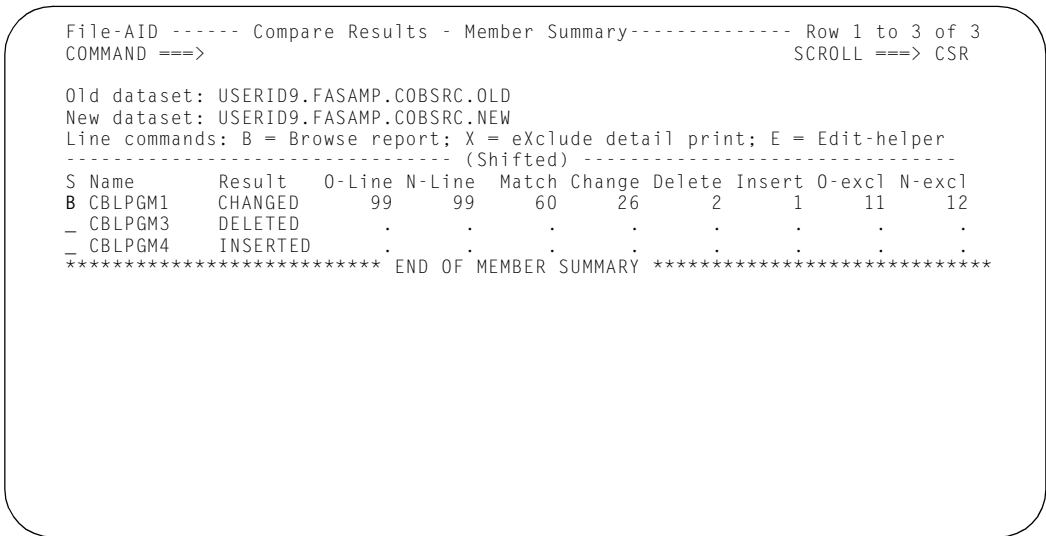 File-AID ------ Compare Results - Member Summary-------------- Row 1 to 3 of 3
COMMAND ===>                                                  SCROLL ===> CSR
Old dataset: USERID9.FASAMP.COBSRC.OLD
New dataset: USERID9.FASAMP.COBSRC.NEW
Line commands: B = Browse report; X = eXclude detail print; E = Edit-helper
--------------------------------- (Shifted) --------------------------------
S Name     Result   O-Line N-Line  Match Change Delete Insert O-excl N-excl
B CBLPGM1  CHANGED      99     99     60     26      2      1     11     12
_ CBLPGM3  DELETED       .      .      .      .      .      .      .      .
_ CBLPGM4  INSERTED      .      .      .      .      .      .      .      .
*************************** END OF MEMBER SUMMARY *****************************